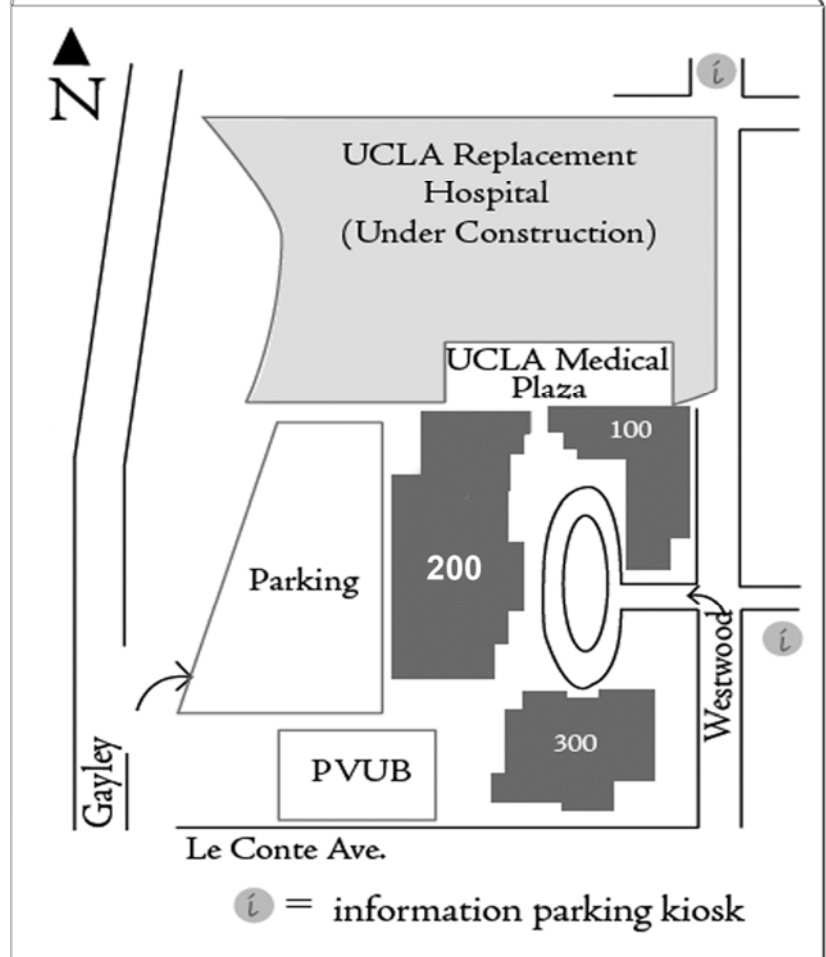 N
i
UCLA Replacement
Hospital
(Under Construction)
UCLA Medical
Plaza
100
200
Parking
i
Westwood
300
Gayley
PVUB
Le Conte Ave.
i = information parking kiosk